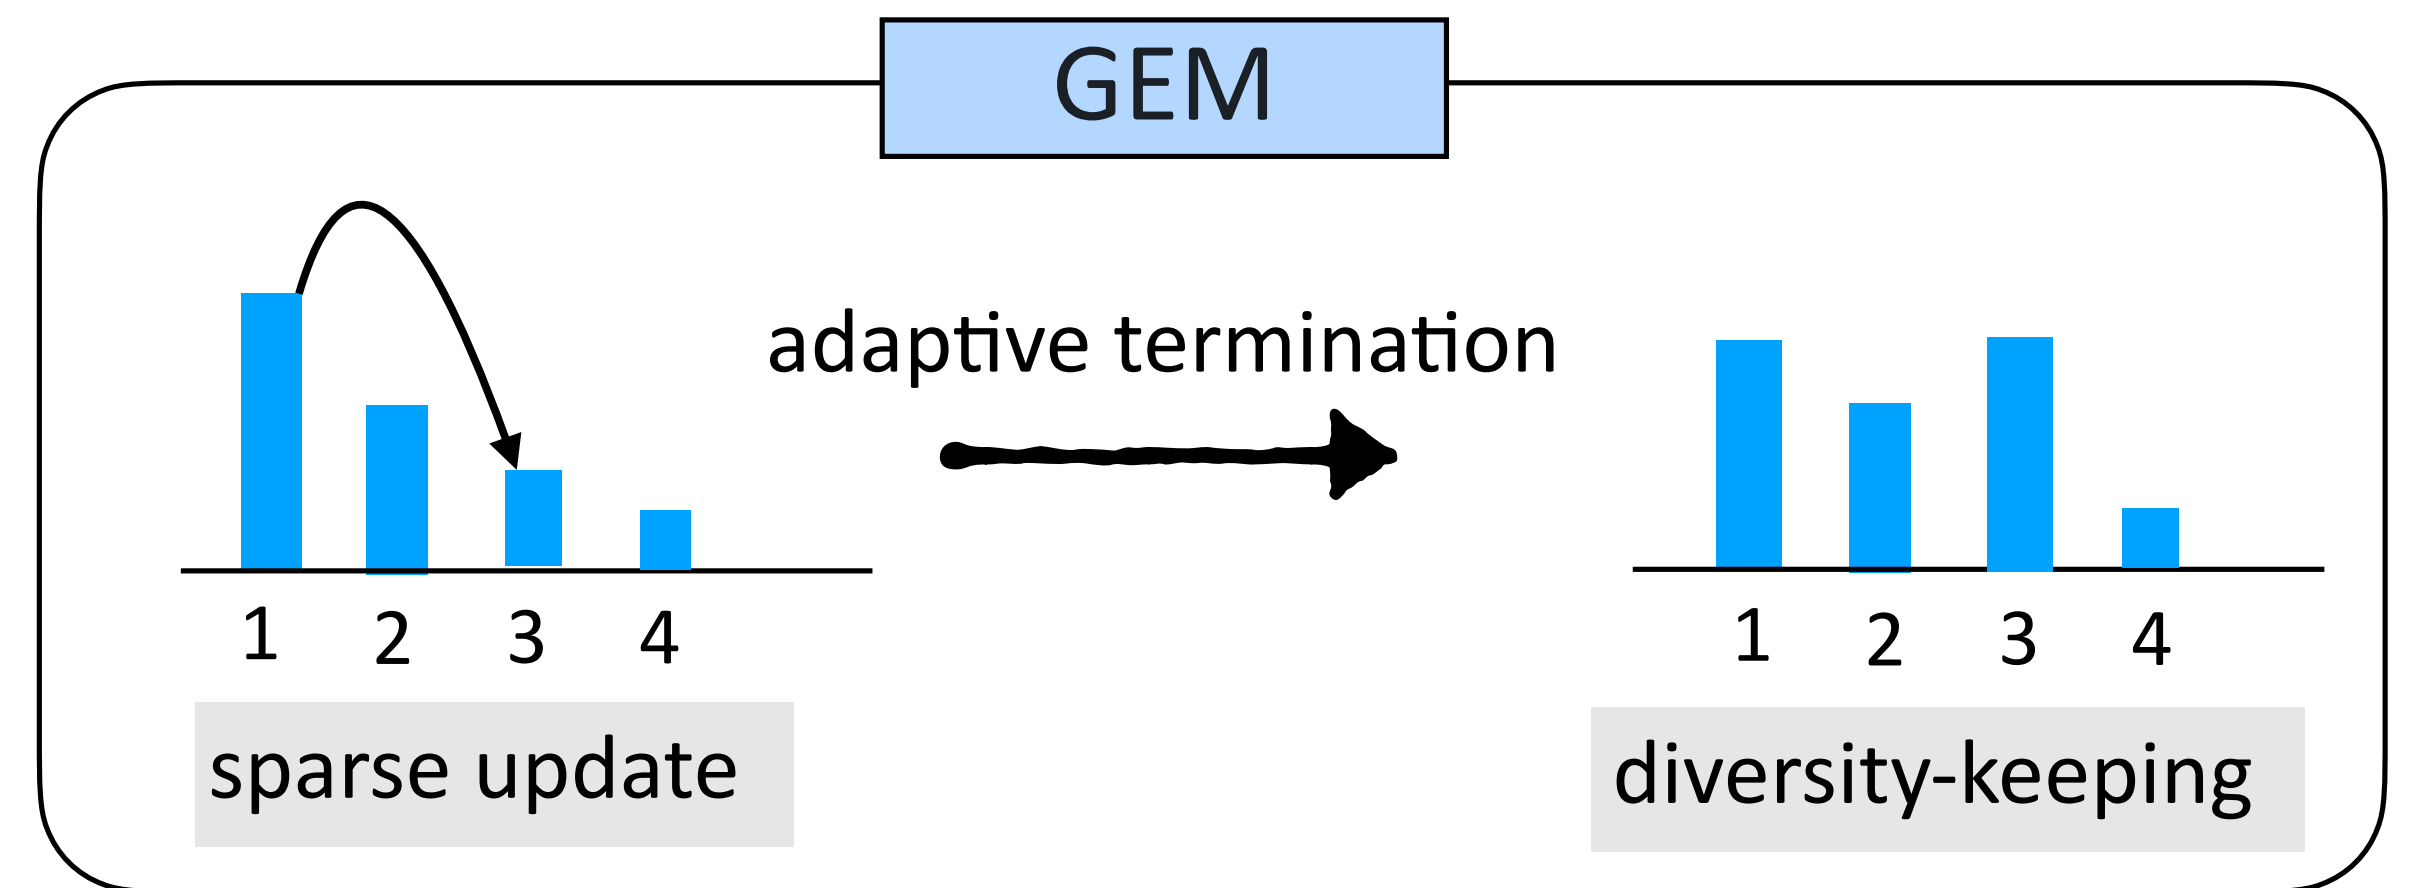 GEM
adaptive termination
1 2 3 4
1 2 3 4
sparse update
diversity-keeping